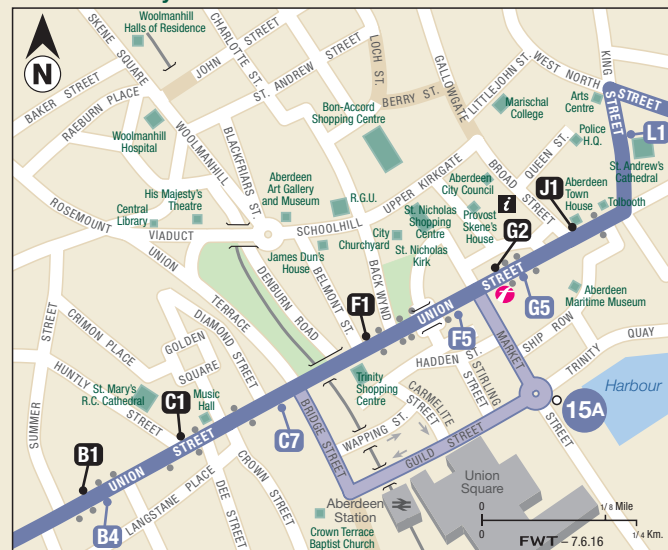 Woolmanhill
Halls of Residence
N
SKENE SQUARE
CHARLOTTE ST.
JOHN STREET
ST. ANDREW STREET
LOCH ST.
BERRY ST.
GALLOWGATE
LITTLEJOHN ST.
WEST NORTH
STREET
KING
STREET
BAKER STREET
RAEBURN PLACE
WOOLMANHILL
BLACKFRIARS ST.
Woolmanhill
Hospital
Bon-Accord
Shopping Centre
Marischal
College
Arts
Centre
Police
H.Q.
L1
St. Andrew's
Cathedral
QUEEN ST.
BROAD STREET
UPPER KIRKGATE
Aberdeen
City Council
i
J1
Aberdeen
Town
House
Tolbooth
ROSEMOUNT
VIADUCT
His Majesty's
Theatre
Central
Library
Aberdeen
Art Gallery
and Museum
R.G.U.
SCHOOLHILL
City
Churchyard
St. Nicholas
Shopping
Centre
St. Nicholas
Kirk
Provost
Skene's
House
G2
James Dun's
House
BELMONT ST.
BACK WYND
UNION
TERRACE
DENBURN ROAD
F1
UNION
STREET
G5
F5
Aberdeen
Maritime Museum
MARKET
STREET
SHIP ROW
TRINITY
QUAY
Harbour
15A
STREET
SUMMER
CRIMON PLACE
HUNTLY STREET
GOLDEN
SQUARE
DIAMOND STREET
St. Mary's
R.C. Cathedral
Music
Hall
C1
C7
B1
B4
UNION
STREET
LANGSTANE PLACE
DEE STREET
CROWN STREET
BRIDGE STREET
Trinity
Shopping
Centre
HADDEN ST.
STIRLING
STREET
CARMELITE
STREET
WAPPING ST.
GUILD STREET
Aberdeen
Station
Crown Terrace
Baptist Church
Union
Square
0
1/8 Mile
0
1/4 Km.
FWT – 7.6.16